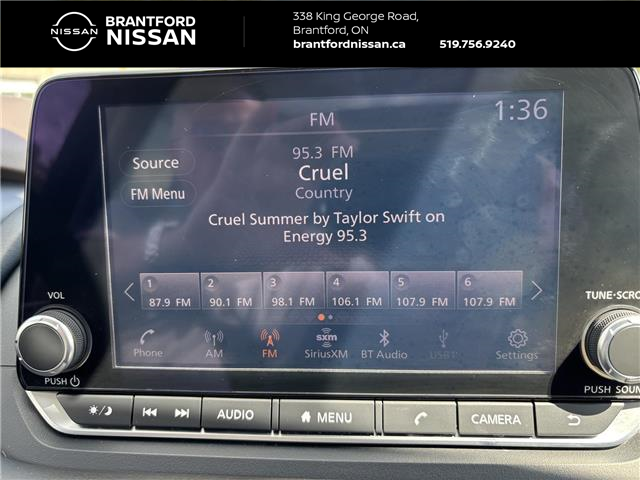 NISSAN
BRANTFORD
NISSAN
338 King George Road,
Brantford, ON
brantfordnissan.ca 519.756.9240
FM
1:36
Source
FM Menu
95.3 FM
Cruel
Country
Cruel Summer by Taylor Swift on
Energy 95.3
1 2 3 4 5 6
87.9 FM 90.1 FM 98.1 FM 106.1 FM 107.9 FM 107.9 FM
Phone AM FM SiriusXM BT Audio USB1 Settings
sxm
VOL
PUSH
TUNE·SCRO
PUSH SOUN
AUDIO MENU CAMERA